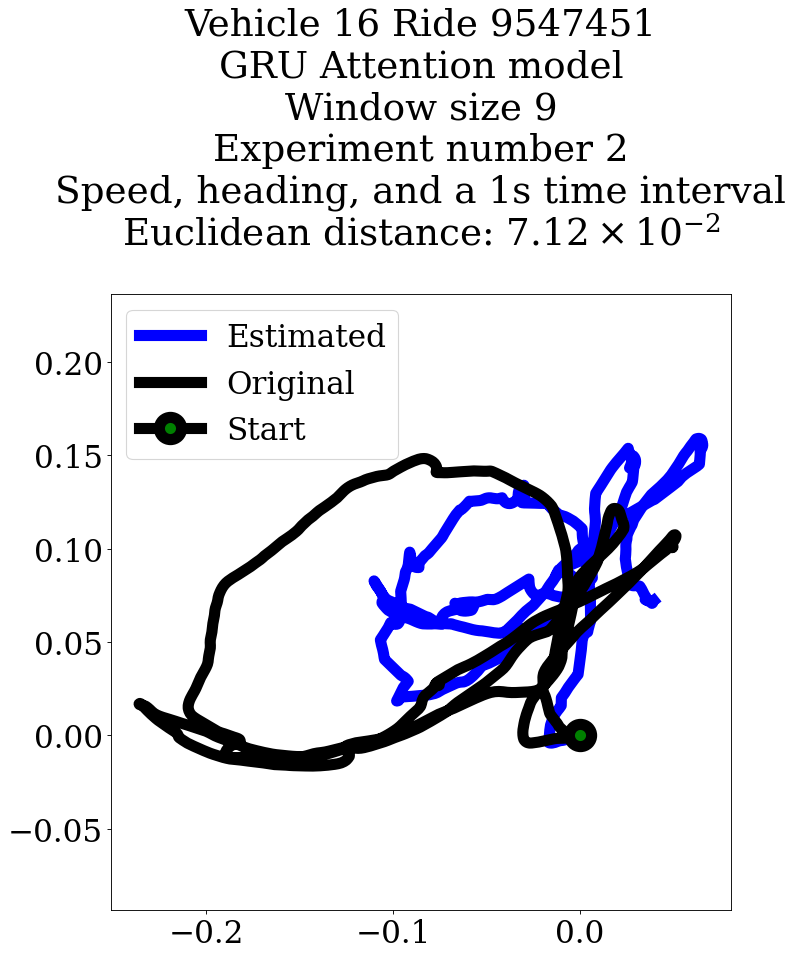 Vehicle 16 Ride 9547451
GRU Attention model
Window size 9
Experiment number 2
Speed, heading, and a 1s time interval
Euclidean distance: 7.12 × 10⁻²
Estimated
Original
Start
0.20
0.15
0.10
0.05
0.00
−0.05
−0.2
−0.1
0.0